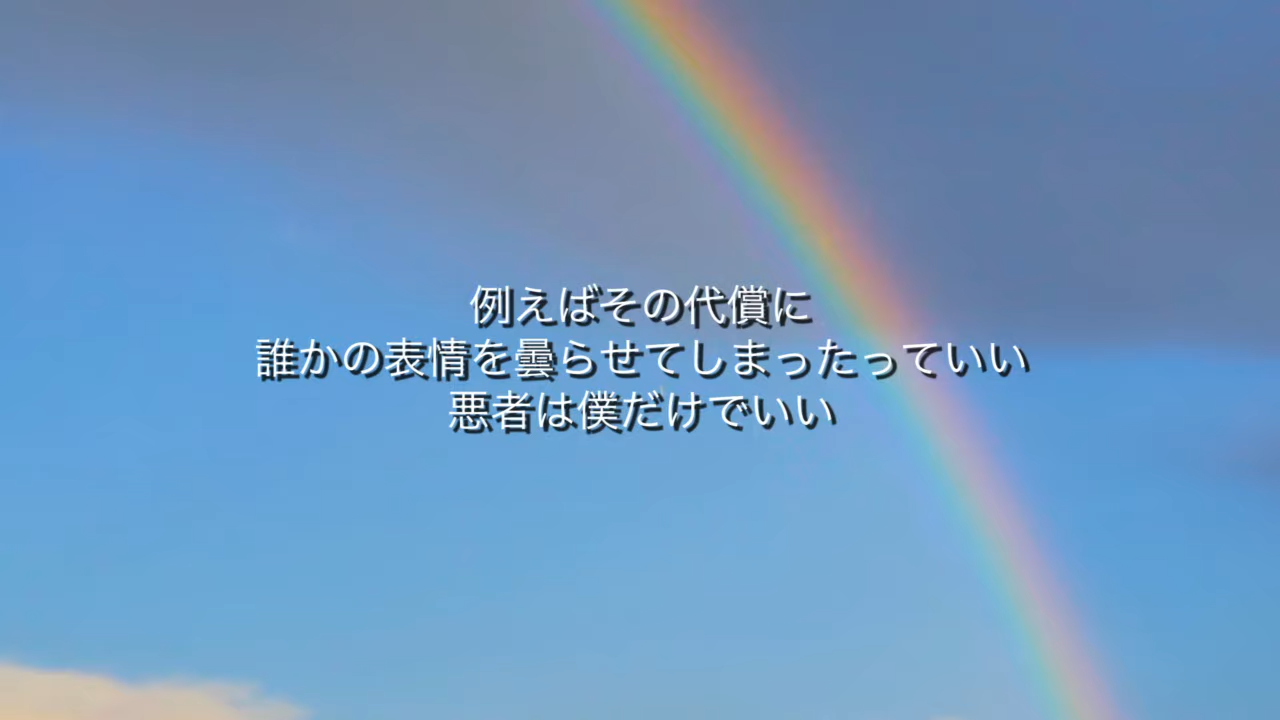 例えばその代償に
誰かの表情を曇らせてしまったっていい
悪者は僕だけでいい